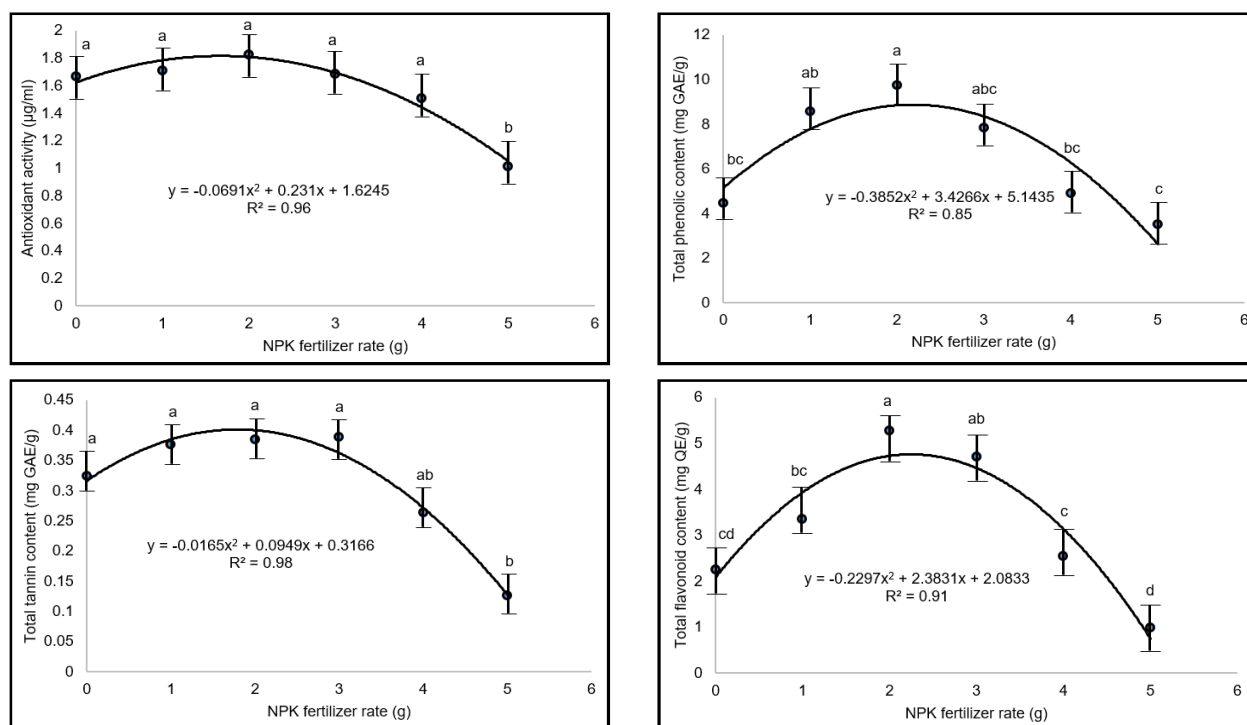 a
a
a
a
a
b
2
1.8
1.6
1.4
1.2
1
0.8
0.6
0.4
0.2
0
Antioxidant activity (µg/ml)
y = -0.0691x² + 0.231x + 1.6245
R² = 0.96
0 1 2 3 4 5 6
NPK fertilizer rate (g)
bc
ab
a
abc
bc
c
12
10
8
6
4
2
0
Total phenolic content (mg GAE/g)
y = -0.3852x² + 3.4266x + 5.1435
R² = 0.85
0 1 2 3 4 5 6
NPK fertilizer rate (g)
a
a
a
a
ab
b
0.45
0.4
0.35
0.3
0.25
0.2
0.15
0.1
0.05
0
Total tannin content (mg GAE/g)
y = -0.0165x² + 0.0949x + 0.3166
R² = 0.98
0 1 2 3 4 5 6
NPK fertilizer rate (g)
cd
bc
a
ab
c
d
6
5
4
3
2
1
0
Total flavonoid content (mg QE/g)
y = -0.2297x² + 2.3831x + 2.0833
R² = 0.91
0 1 2 3 4 5 6
NPK fertilizer rate (g)